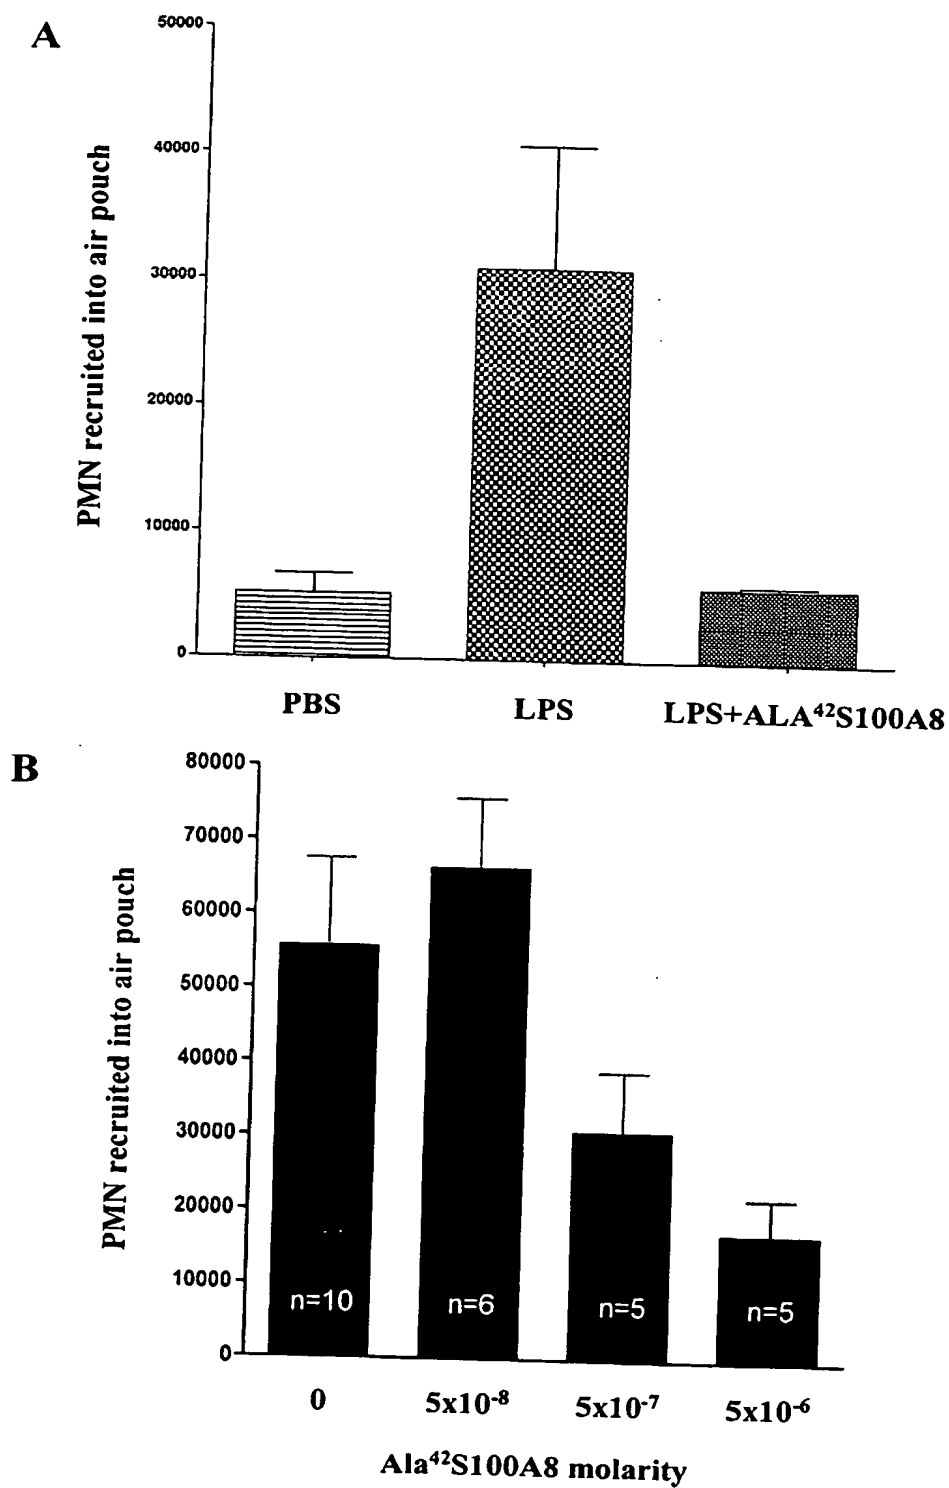 A
50000
40000
30000
20000
10000
0
PMN recruited into air pouch
PBS LPS LPS+ALA⁴²S100A8
B
80000
70000
60000
50000
40000
30000
20000
10000
0
PMN recruited into air pouch
n=10 n=6 n=5 n=5
0 5x10⁻⁸ 5x10⁻⁷ 5x10⁻⁶
Ala⁴²S100A8 molarity